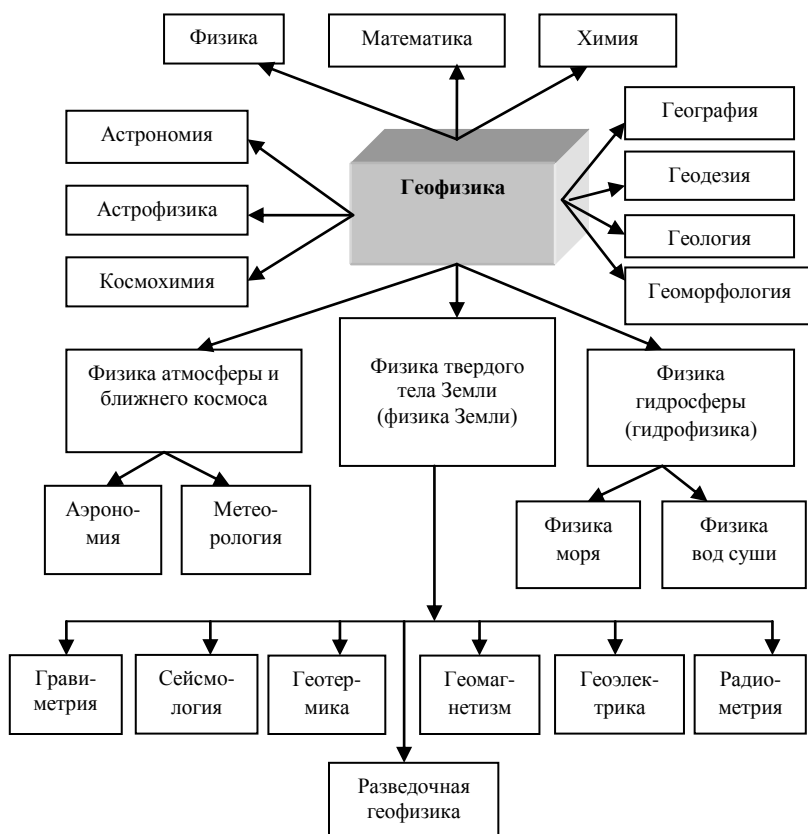 Физика
Математика
Химия
Астрономия
Астрофизика
Космохимия
Геофизика
География
Геодезия
Геология
Геоморфология
Физика атмосферы и
ближнего космоса
Физика твердого
тела Земли
(физика Земли)
Физика
гидросферы
(гидрофизика)
Аэроно-
мия
Метео-
рология
Физика
моря
Физика
вод суши
Грави-
метрия
Сейсмо-
логия
Геотер-
мика
Геомаг-
нетизм
Геоэлек-
трика
Радио-
метрия
Разведочная
геофизика